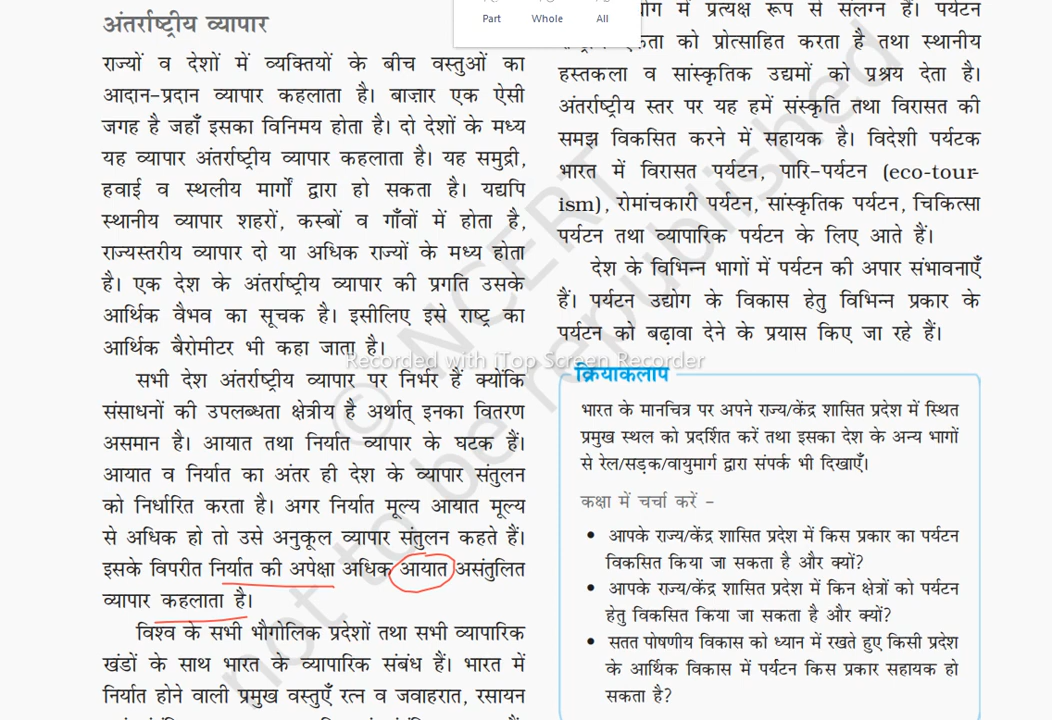 अंतर्राष्ट्रीय व्यापार
राज्यों व देशों में व्यक्तियों के बीच वस्तुओं का
आदान-प्रदान व्यापार कहलाता है। बाज़ार एक ऐसी
जगह है जहाँ इसका विनिमय होता है। दो देशों के मध्य
यह व्यापार अंतर्राष्ट्रीय व्यापार कहलाता है। यह समुद्री,
हवाई व स्थलीय मार्गों द्वारा हो सकता है। यद्यपि
स्थानीय व्यापार शहरों, कस्बों व गाँवों में होता है,
राज्यस्तरीय व्यापार दो या अधिक राज्यों के मध्य होता
है। एक देश के अंतर्राष्ट्रीय व्यापार की प्रगति उसके
आर्थिक वैभव का सूचक है। इसीलिए इसे राष्ट्र का
आर्थिक बैरोमीटर भी कहा जाता है।
सभी देश अंतर्राष्ट्रीय व्यापार पर निर्भर हैं क्योंकि
संसाधनों की उपलब्धता क्षेत्रीय है अर्थात् इनका वितरण
असमान है। आयात तथा निर्यात व्यापार के घटक हैं।
आयात व निर्यात का अंतर ही देश के व्यापार संतुलन
को निर्धारित करता है। अगर निर्यात मूल्य आयात मूल्य
से अधिक हो तो उसे अनुकूल व्यापार संतुलन कहते हैं।
इसके विपरीत निर्यात की अपेक्षा अधिक आयात असंतुलित
व्यापार कहलाता है।
विश्व के सभी भौगोलिक प्रदेशों तथा सभी व्यापारिक
खंडों के साथ भारत के व्यापारिक संबंध हैं। भारत में
निर्यात होने वाली प्रमुख वस्तुएँ रत्न व जवाहरात, रसायन
Part Whole All
में प्रत्यक्ष रूप से संलग्न हैं। पर्यटन
को प्रोत्साहित करता है तथा स्थानीय
हस्तकला व सांस्कृतिक उद्यमों को प्रश्रय देता है।
अंतर्राष्ट्रीय स्तर पर यह हमें संस्कृति तथा विरासत की
समझ विकसित करने में सहायक है। विदेशी पर्यटक
भारत में विरासत पर्यटन, पारि-पर्यटन (eco-tour-
ism), रोमांचकारी पर्यटन, सांस्कृतिक पर्यटन, चिकित्सा
पर्यटन तथा व्यापारिक पर्यटन के लिए आते हैं।
देश के विभिन्न भागों में पर्यटन की अपार संभावनाएँ
हैं। पर्यटन उद्योग के विकास हेतु विभिन्न प्रकार के
पर्यटन को बढ़ावा देने के प्रयास किए जा रहे हैं।
Recorded with iTop Screen Recorder
क्रियाकलाप
भारत के मानचित्र पर अपने राज्य/केंद्र शासित प्रदेश में स्थित
प्रमुख स्थल को प्रदर्शित करें तथा इसका देश के अन्य भागों
से रेल/सड़क/वायुमार्ग द्वारा संपर्क भी दिखाएँ।
कक्षा में चर्चा करें –
• आपके राज्य/केंद्र शासित प्रदेश में किस प्रकार का पर्यटन
विकसित किया जा सकता है और क्यों?
• आपके राज्य/केंद्र शासित प्रदेश में किन क्षेत्रों को पर्यटन
हेतु विकसित किया जा सकता है और क्यों?
• सतत पोषणीय विकास को ध्यान में रखते हुए किसी प्रदेश
के आर्थिक विकास में पर्यटन किस प्रकार सहायक हो
सकता है?
© NCERT
not to be republished